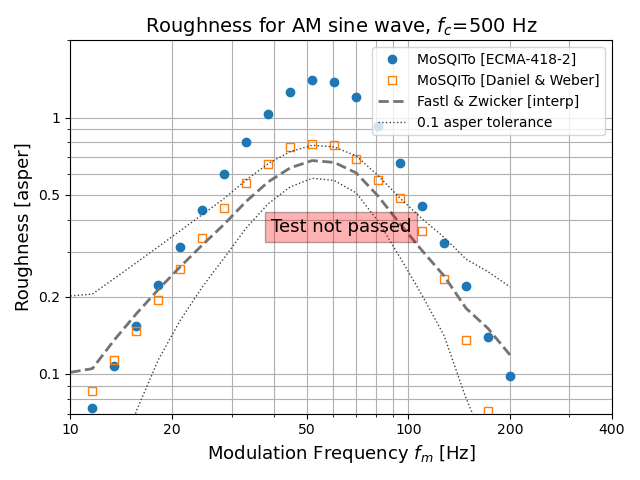 Roughness for AM sine wave, f_c=500 Hz
MoSQITo [ECMA-418-2]
MoSQITo [Daniel & Weber]
Fastl & Zwicker [interp]
0.1 asper tolerance
Roughness [asper]
1
0.5
0.2
0.1
Test not passed
10 20 50 100 200 400
Modulation Frequency f_m [Hz]